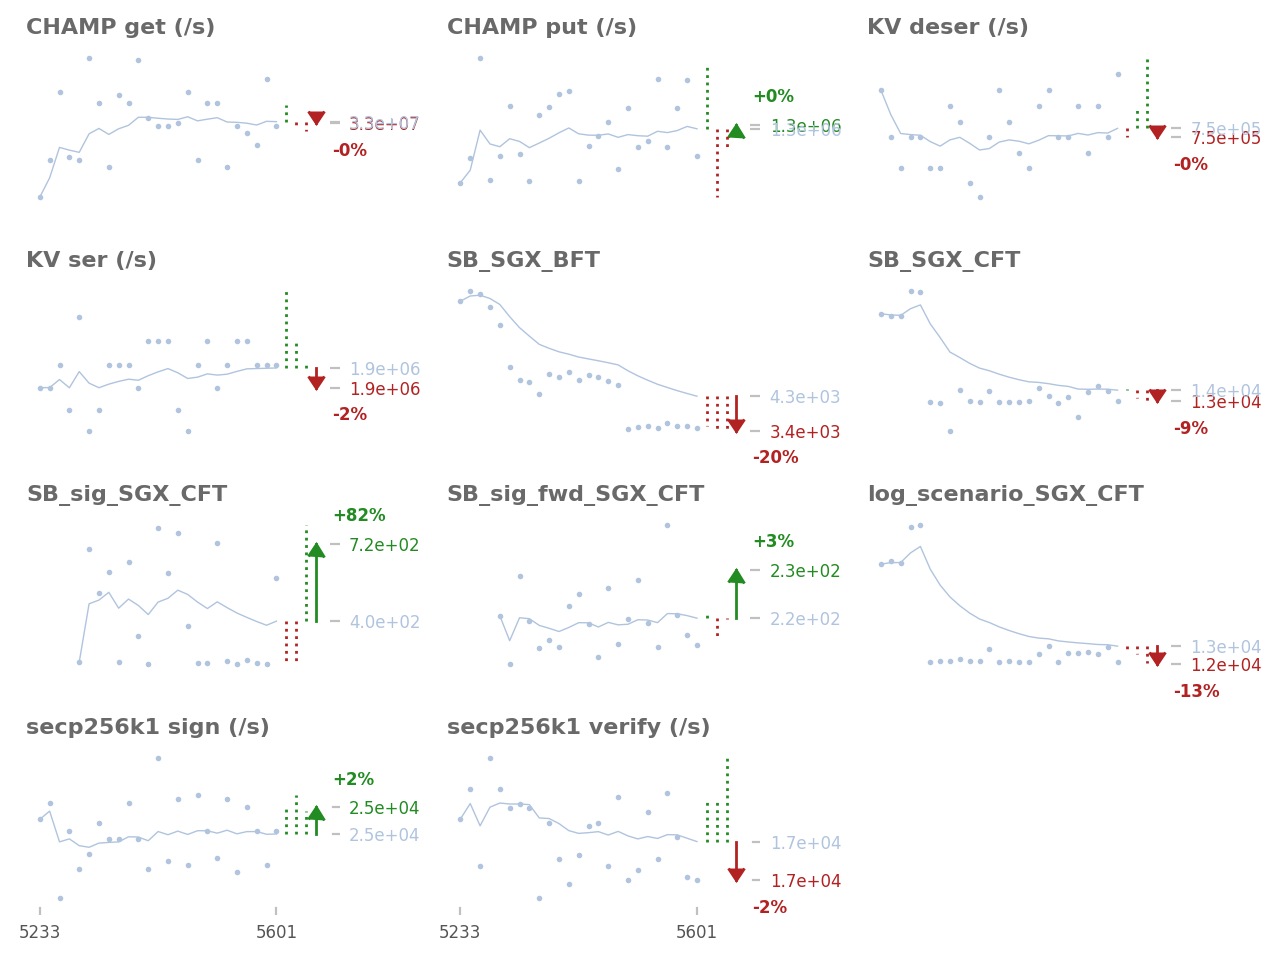 CHAMP get (/s)
3.3e+07
-0%
CHAMP put (/s)
+0%
1.3e+06
KV deser (/s)
7.5e+05
7.5e+05
-0%
KV ser (/s)
1.9e+06
1.9e+06
-2%
SB_SGX_BFT
4.3e+03
3.4e+03
-20%
SB_SGX_CFT
1.4e+04
1.3e+04
-9%
SB_sig_SGX_CFT
+82%
7.2e+02
4.0e+02
SB_sig_fwd_SGX_CFT
+3%
2.3e+02
2.2e+02
log_scenario_SGX_CFT
1.3e+04
1.2e+04
-13%
secp256k1 sign (/s)
+2%
2.5e+04
2.5e+04
5233 5601
secp256k1 verify (/s)
1.7e+04
1.7e+04
-2%
5233 5601